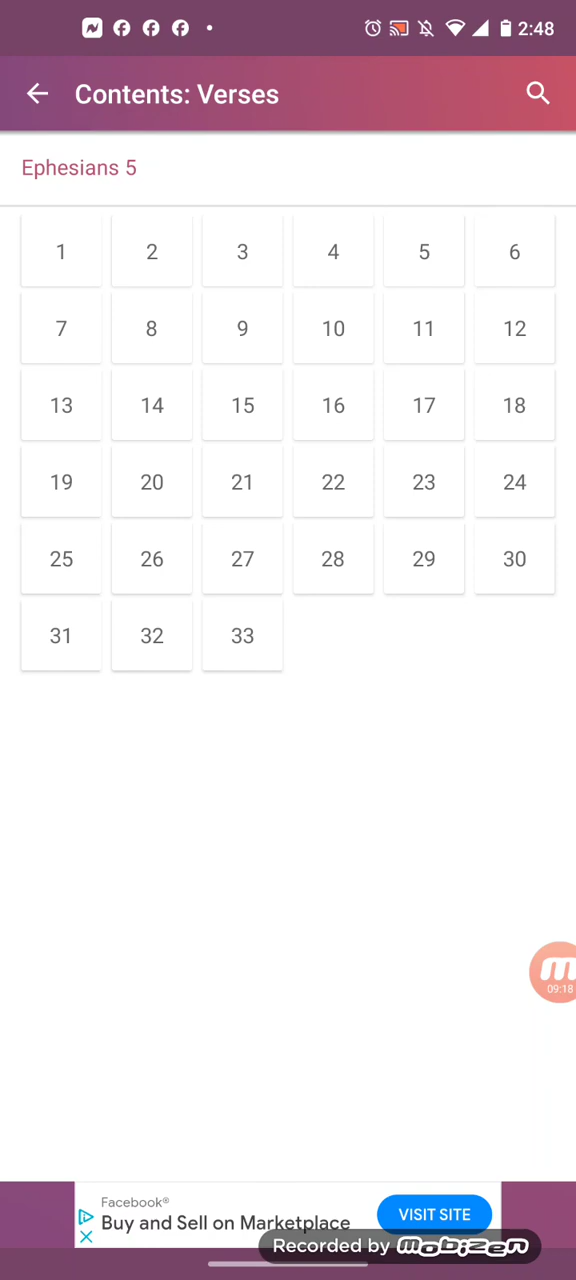 2:48
Contents: Verses
Ephesians 5
1 2 3 4 5 6
7 8 9 10 11 12
13 14 15 16 17 18
19 20 21 22 23 24
25 26 27 28 29 30
31 32 33
m
09:18
Facebook®
Buy and Sell on Marketplace
VISIT SITE
Recorded by mobizen